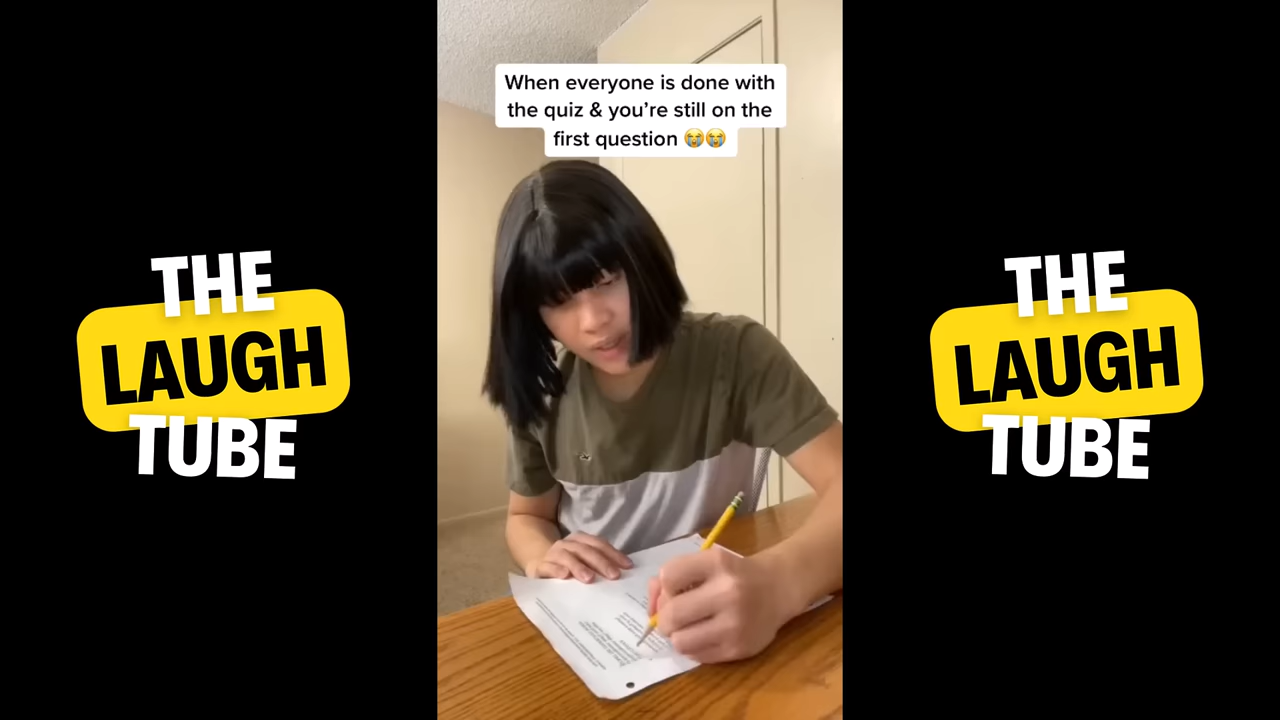 When everyone is done with
the quiz & you're still on the
first question 😭😭
THE
LAUGH
TUBE
THE
LAUGH
TUBE